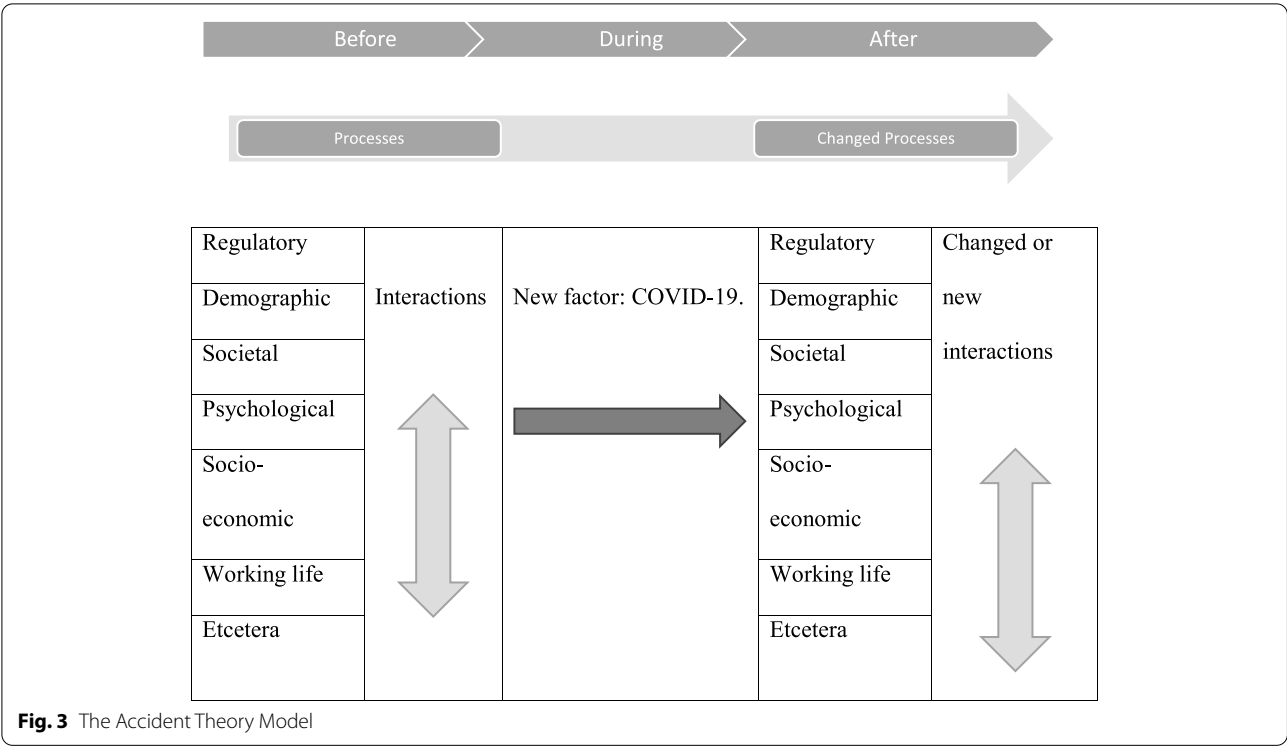 Before
During
After
Processes
Changed Processes
Regulatory
Demographic
Societal
Psychological
Socio-
economic
Working life
Etcetera
Interactions
New factor: COVID-19.
Regulatory
Demographic
Societal
Psychological
Socio-
economic
Working life
Etcetera
Changed or
new
interactions
Fig. 3 The Accident Theory Model